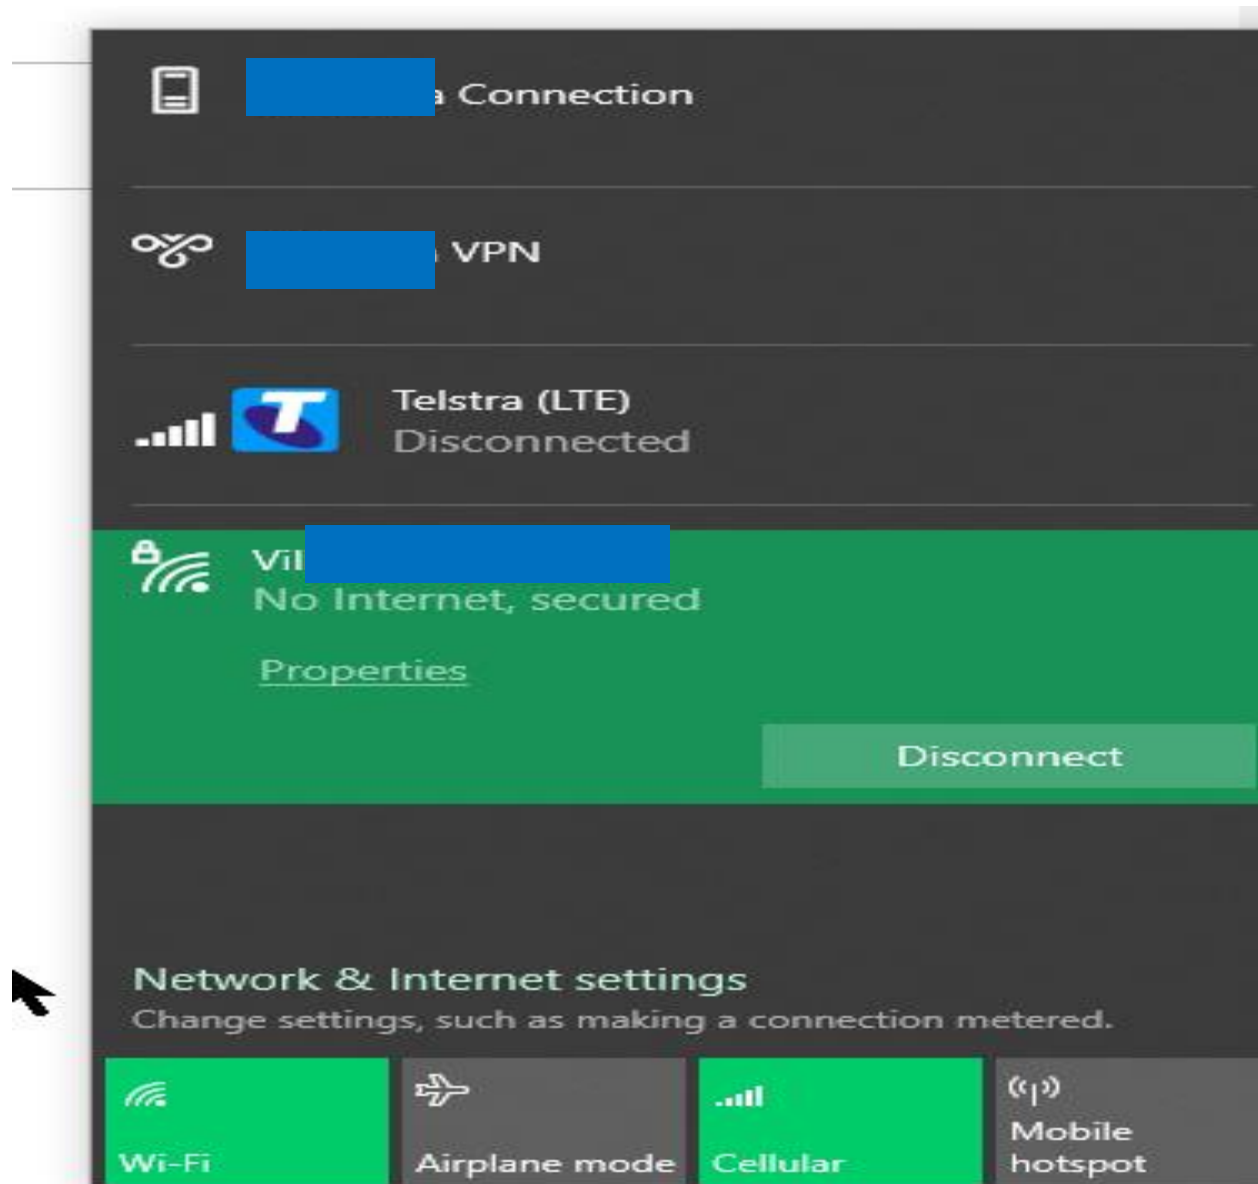 Connection
VPN
Telstra (LTE)
Disconnected
Vil
No Internet, secured
Properties
Disconnect
Network & Internet settings
Change settings, such as making a connection metered.
Wi-Fi
Airplane mode
Cellular
Mobile
hotspot